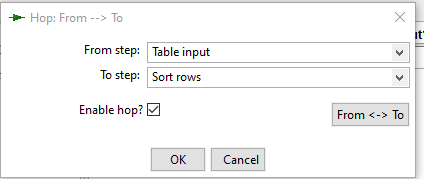 Hop: From --> To
From step: Table input
To step: Sort rows
Enable hop?
From <-> To
OK Cancel